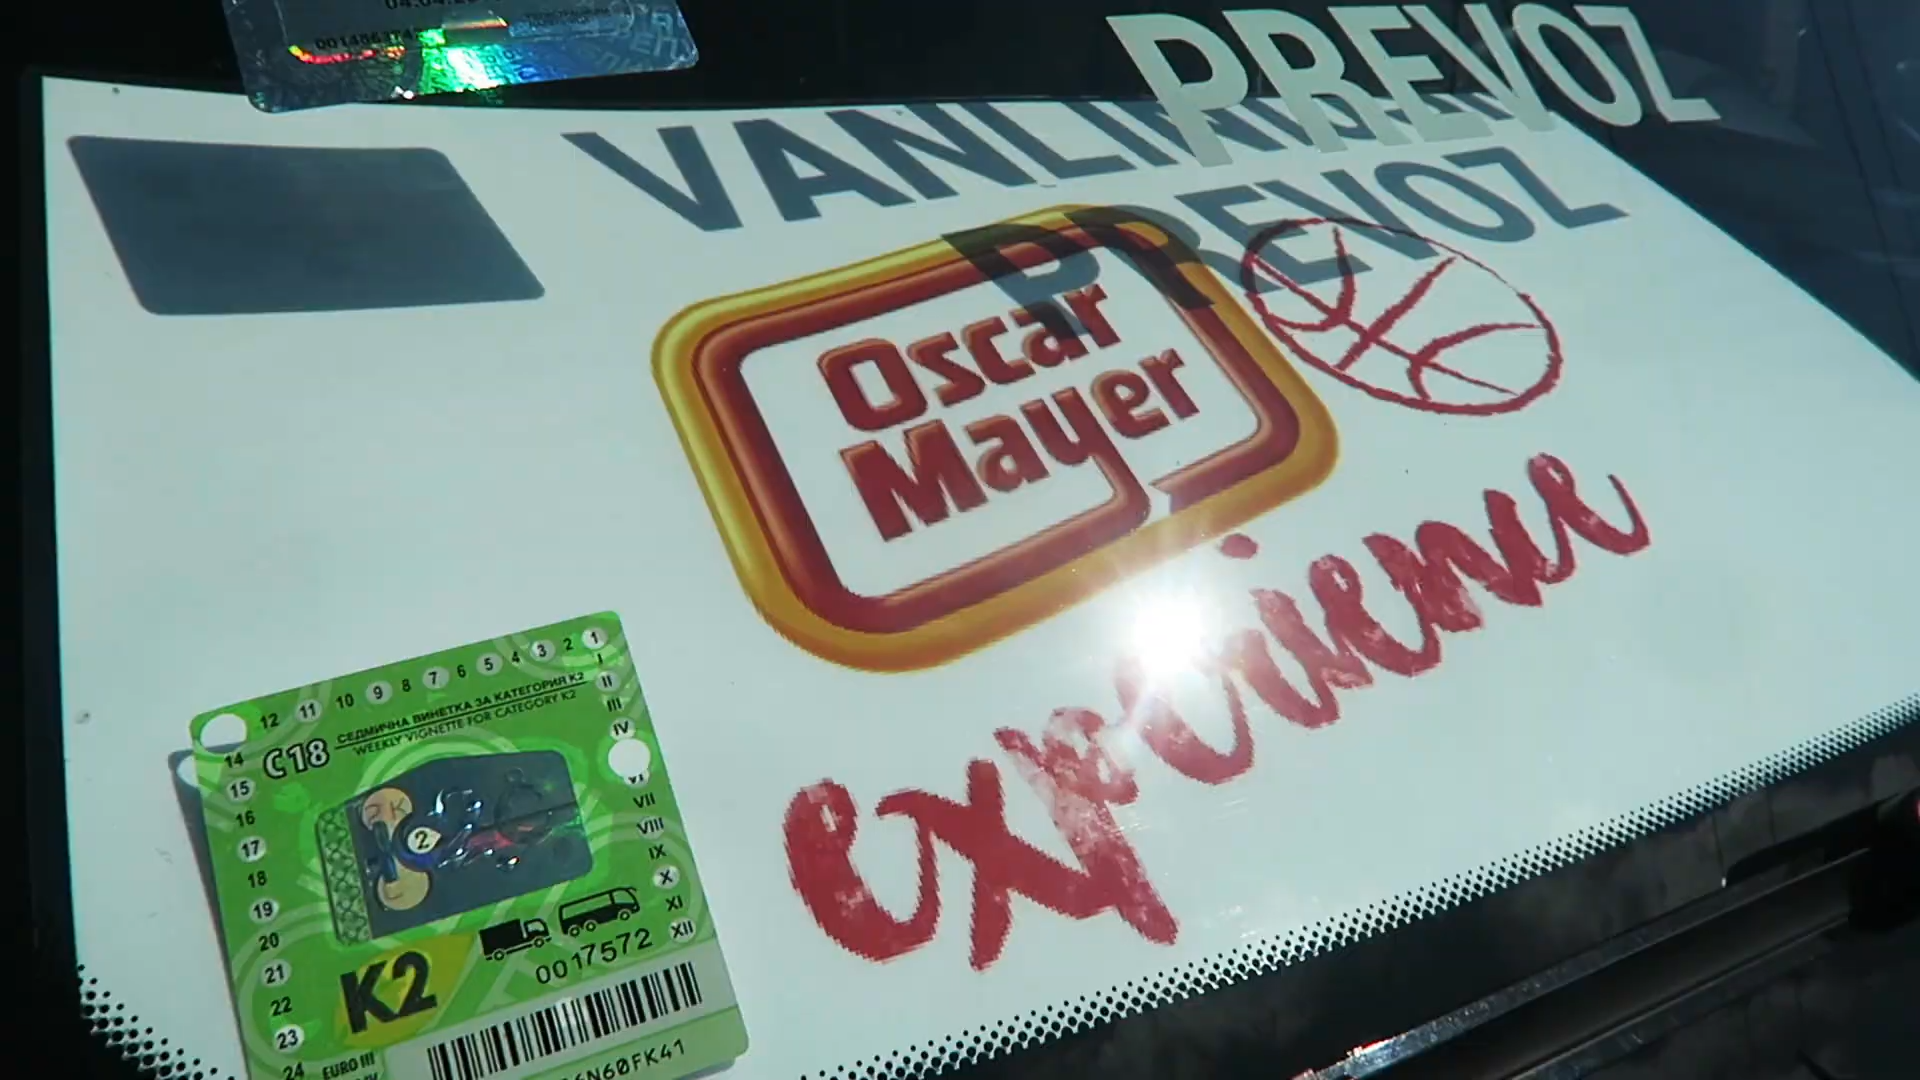 PREVOZ
PREVOZ
Oscar
Mayer
experience
12 11 10 9 8 7 6 5 4 3 2 1
C18
СЕДМИЧНА ВИНЕТКА ЗА КАТЕГОРИЯ К2
WEEKLY VIGNETTE FOR CATEGORY K2
I
II
III
IV
VII
VIII
IX
X
XI
XII
14
15
16
17
18
19
20
21
22
23
24
2
K2
0017572
EURO III